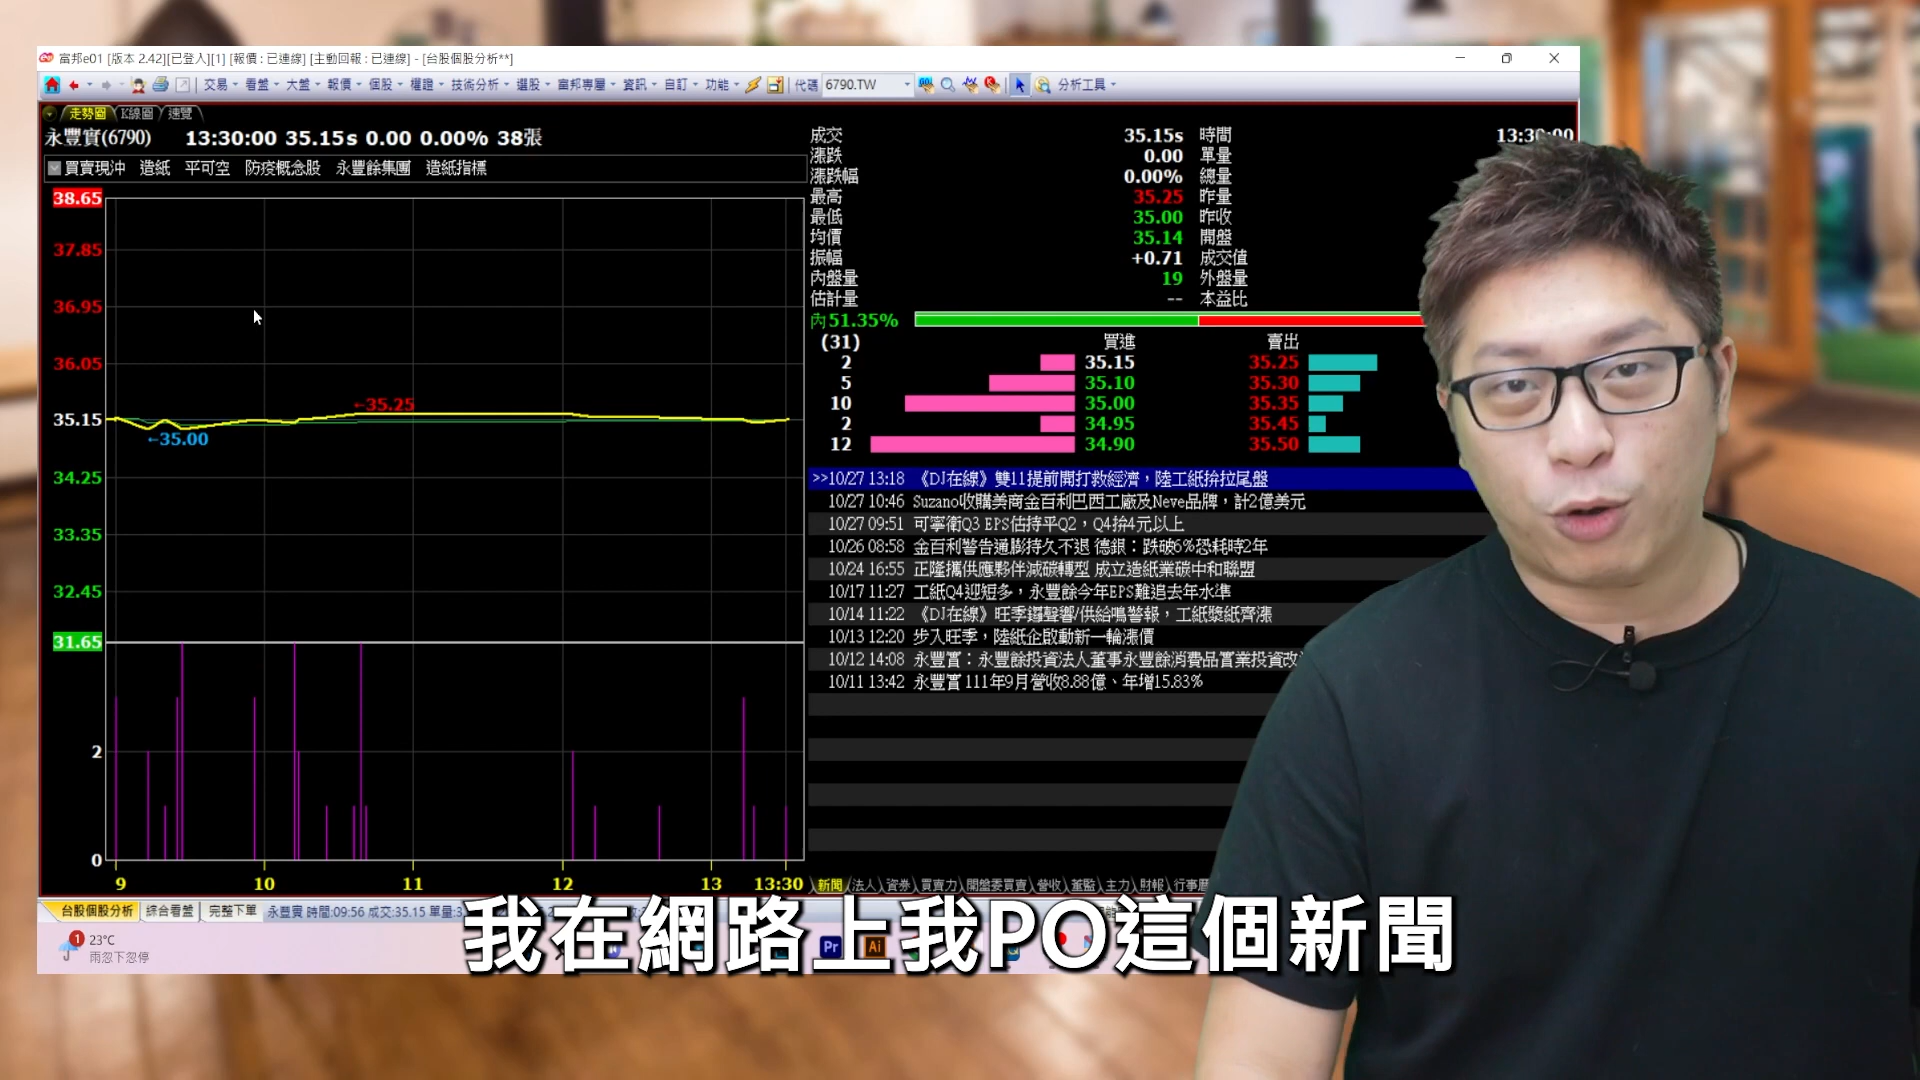 富邦e01 [版本 2.42][已登入][1] [報價 : 已連線] [主動回報 : 已連線] - [台股個股分析**]
交易 看盤 大盤 報價 個股 權證 技術分析 選股 富邦專屬 資訊 自訂 功能 代碼 6790.TW 分析工具
走勢圖 K線圖 速覽
永豐實(6790) 13:30:00 35.15s 0.00 0.00% 38張
買賣現沖 造紙 平可空 防疫概念股 永豐餘集團 造紙指標
38.65
37.85
36.95
36.05
35.15
34.25
33.35
32.45
31.65
2
0
←35.25
←35.00
9 10 11 12 13 13:30
成交 35.15s 時間 13:30:00
漲跌 0.00 單量
漲跌幅 0.00% 總量
最高 35.25 昨量
最低 35.00 昨收
均價 35.14 開盤
振幅 +0.71 成交值
內盤量 19 外盤量
估計量 -- 本益比
內51.35%
(31) 買進 賣出
2 35.15 35.25
5 35.10 35.30
10 35.00 35.35
2 34.95 35.45
12 34.90 35.50
>>10/27 13:18 《DJ在線》雙11提前開打救經濟，陸工紙拚拉尾盤
10/27 10:46 Suzano收購美商金百利巴西工廠及Neve品牌，計2億美元
10/27 09:51 可寧衛Q3 EPS估持平Q2，Q4拚4元以上
10/26 08:58 金百利警告通膨持久不退 德銀：跌破6%恐耗時2年
10/24 16:55 正隆攜供應夥伴減碳轉型 成立造紙業碳中和聯盟
10/17 11:27 工紙Q4迎短多，永豐餘今年EPS難追去年水準
10/14 11:22 《DJ在線》旺季鑼聲響/供給鳴警報，工紙漿紙齊漲
10/13 12:20 步入旺季，陸紙企啟動新一輪漲價
10/12 14:08 永豐實：永豐餘投資法人董事永豐餘消費品實業投資改
10/11 13:42 永豐實 111年9月營收8.88億、年增15.83%
新聞 法人 資券 買賣力 開盤委買賣 營收 董監 主力 財報 行事曆
台股個股分析 綜合看盤 完整下單 永豐實 時間:09:56 成交:35.15 單量:3
1 23°C
雨忽下忽停
Pr Ai
我在網路上我PO這個新聞